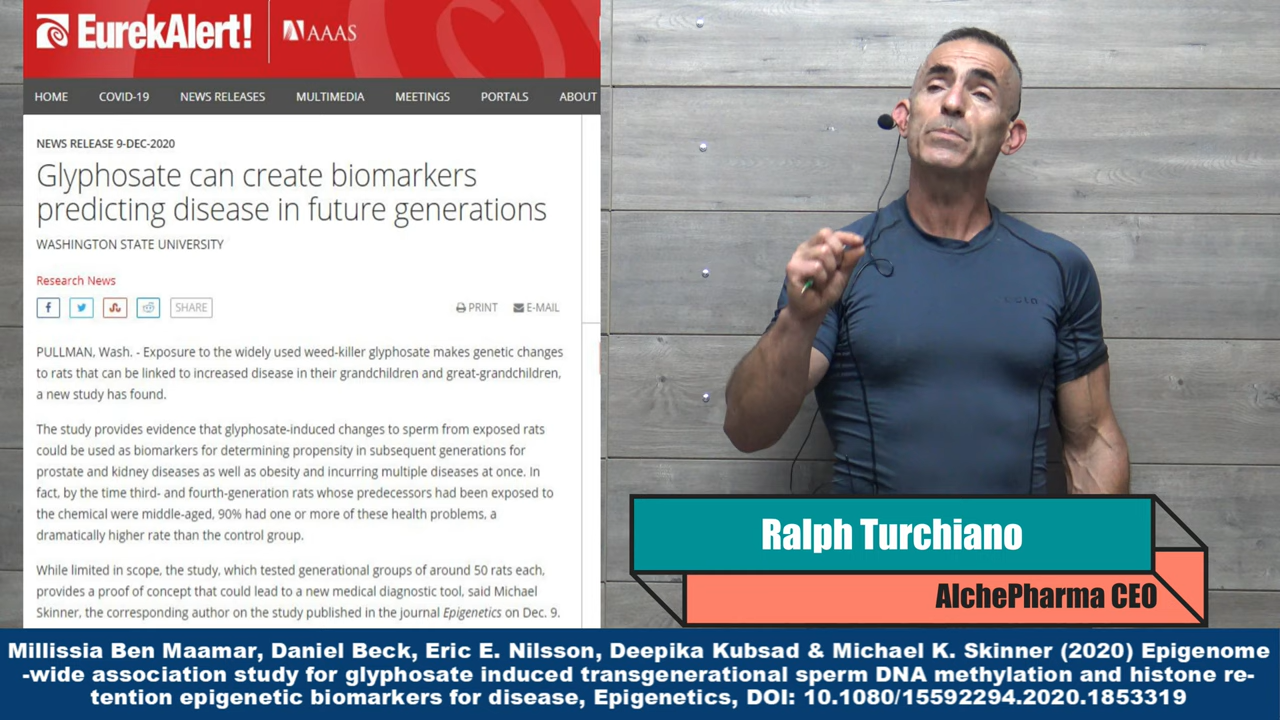 EurekAlert!
AAAS
HOME COVID-19 NEWS RELEASES MULTIMEDIA MEETINGS PORTALS ABOUT
NEWS RELEASE 9-DEC-2020
Glyphosate can create biomarkers
predicting disease in future generations
WASHINGTON STATE UNIVERSITY
Research News
SHARE
PRINT
E-MAIL
PULLMAN, Wash. - Exposure to the widely used weed-killer glyphosate makes genetic changes
to rats that can be linked to increased disease in their grandchildren and great-grandchildren,
a new study has found.
The study provides evidence that glyphosate-induced changes to sperm from exposed rats
could be used as biomarkers for determining propensity in subsequent generations for
prostate and kidney diseases as well as obesity and incurring multiple diseases at once. In
fact, by the time third- and fourth-generation rats whose predecessors had been exposed to
the chemical were middle-aged, 90% had one or more of these health problems, a
dramatically higher rate than the control group.
While limited in scope, the study, which tested generational groups of around 50 rats each,
provides a proof of concept that could lead to a new medical diagnostic tool, said Michael
Skinner, the corresponding author on the study published in the journal Epigenetics on Dec. 9.
Ralph Turchiano
AlchePharma CEO
Millissia Ben Maamar, Daniel Beck, Eric E. Nilsson, Deepika Kubsad & Michael K. Skinner (2020) Epigenome
-wide association study for glyphosate induced transgenerational sperm DNA methylation and histone re-
tention epigenetic biomarkers for disease, Epigenetics, DOI: 10.1080/15592294.2020.1853319